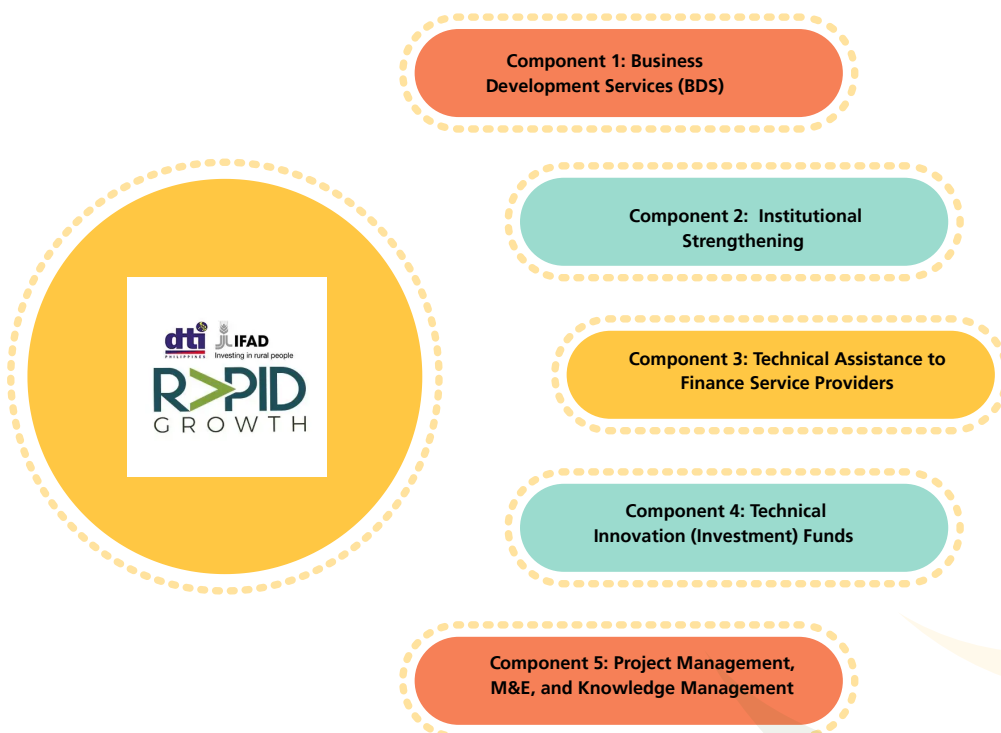 Component 1: Business
Development Services (BDS)
Component 2: Institutional
Strengthening
dti
PHILIPPINES
IFAD
Investing in rural people
RAPID
GROWTH
Component 3: Technical Assistance to
Finance Service Providers
Component 4: Technical
Innovation (Investment) Funds
Component 5: Project Management,
M&E, and Knowledge Management